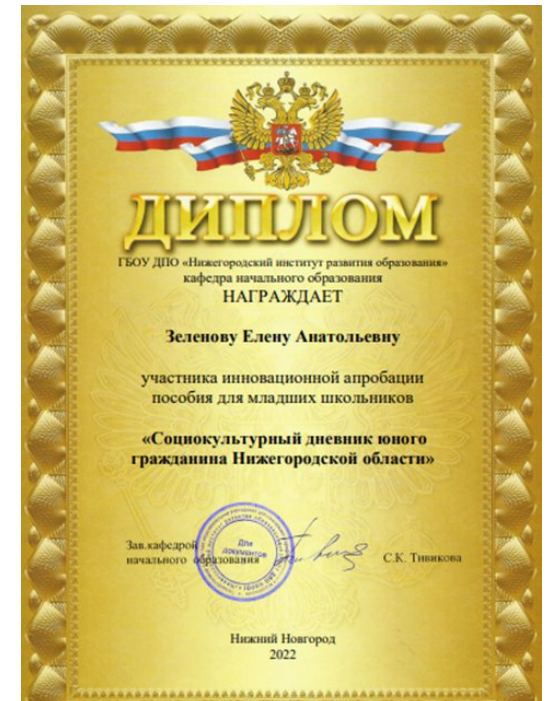 ДИПЛОМ
ГБОУ ДПО «Нижегородский институт развития образования»
кафедра начального образования
НАГРАЖДАЕТ
Зеленову Елену Анатольевну
участника инновационной апробации
пособия для младших школьников
«Социокультурный дневник юного
гражданина Нижегородской области»
Зав.кафедрой
начального образования
Для
документов
С.К. Тивикова
Нижний Новгород
2022